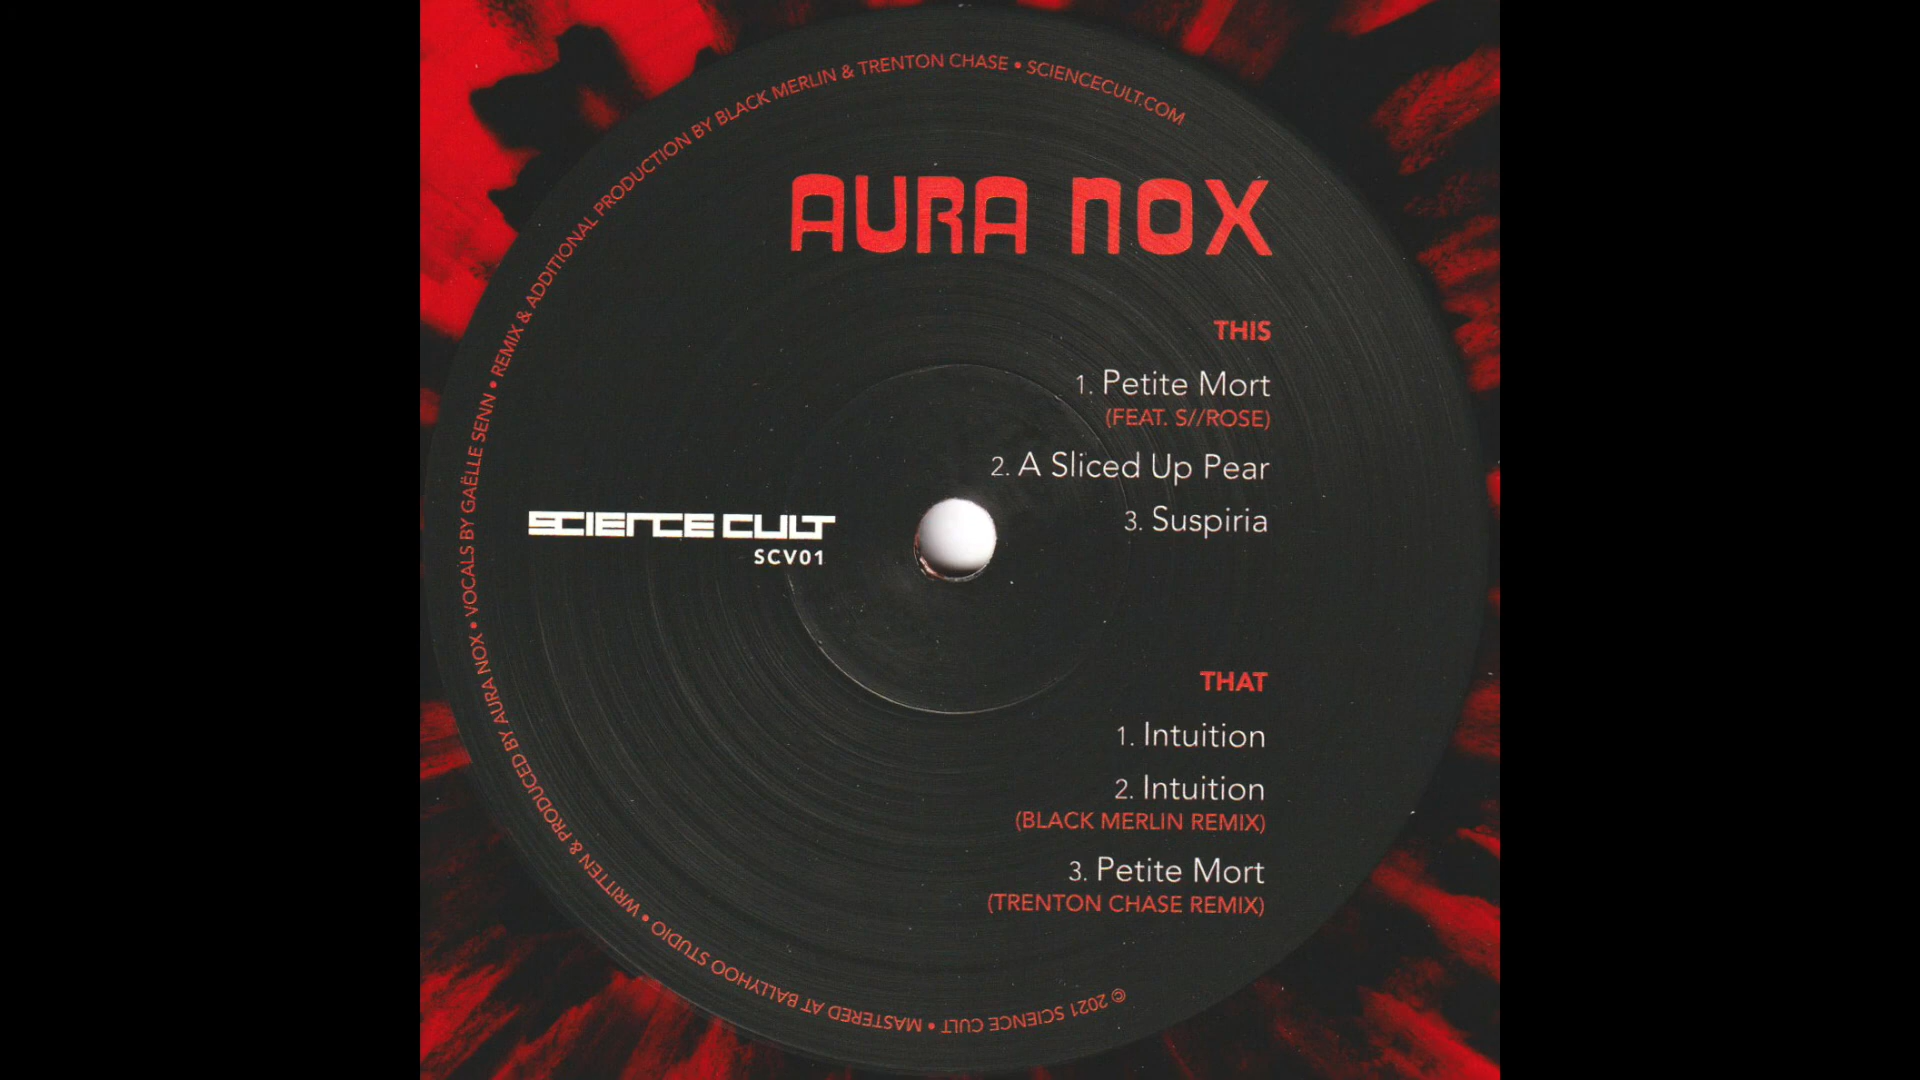 © 2021 SCIENCE CULT • MASTERED AT BALLYHOO STUDIO • WRITTEN & PRODUCED BY AURA NOX • VOCALS BY GAËLLE SENN • REMIX & ADDITIONAL PRODUCTION BY BLACK MERLIN & TRENTON CHASE • SCIENCECULT.COM
AURA NOX
THIS
1. Petite Mort
(FEAT. S//ROSE)
2. A Sliced Up Pear
3. Suspiria
SCIENCE CULT
SCV01
THAT
1. Intuition
2. Intuition
(BLACK MERLIN REMIX)
3. Petite Mort
(TRENTON CHASE REMIX)